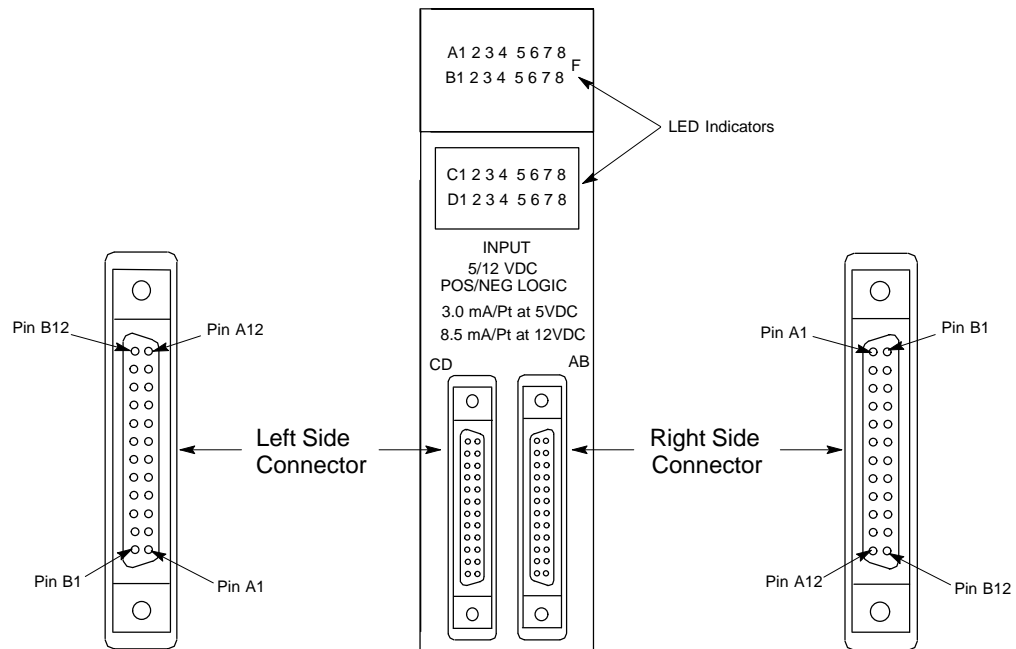 A1 2 3 4 5 6 7 8
F
B1 2 3 4 5 6 7 8
LED Indicators
C1 2 3 4 5 6 7 8
D1 2 3 4 5 6 7 8
INPUT
5/12 VDC
POS/NEG LOGIC
3.0 mA/Pt at 5VDC
8.5 mA/Pt at 12VDC
CD
AB
Pin B12
Pin A12
Pin A1
Pin B1
Left Side
Connector
Right Side
Connector
Pin B1
Pin A1
Pin A12
Pin B12